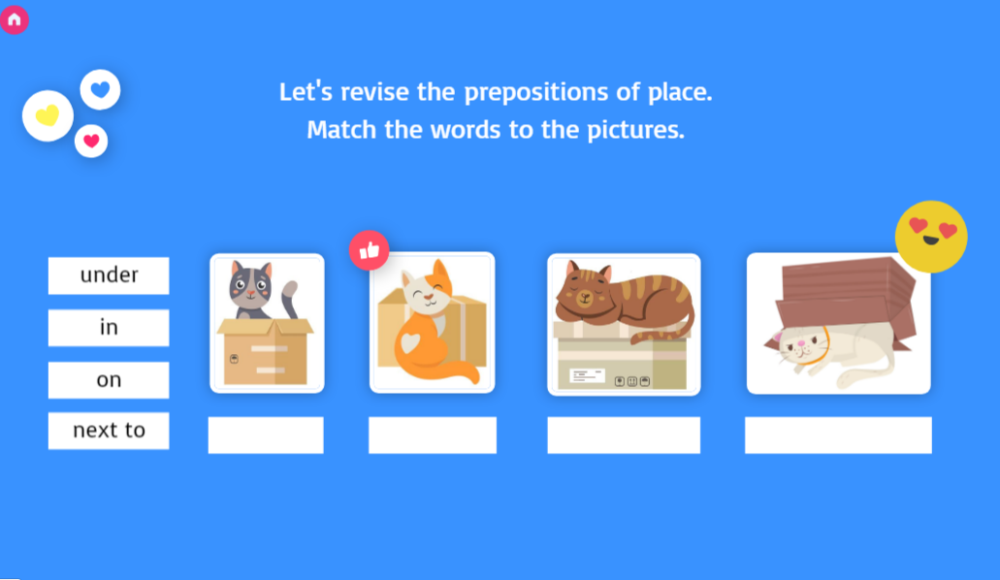 Let's revise the prepositions of place.
Match the words to the pictures.
under
in
on
next to